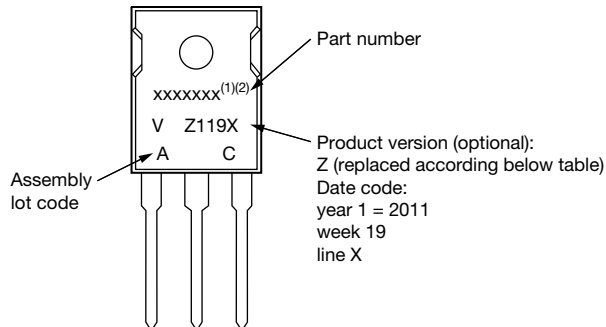 Part number
xxxxxxx(1)(2)
V Z119X
A C
Assembly
lot code
Product version (optional):
Z (replaced according below table)
Date code:
year 1 = 2011
week 19
line X